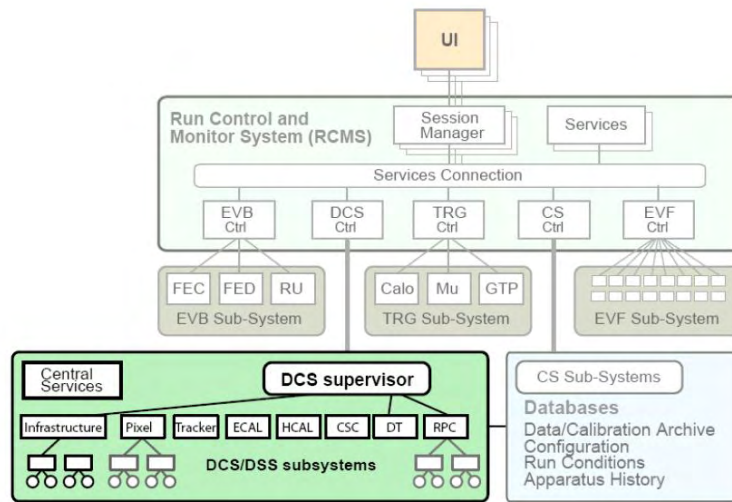 UI
Run Control and
Monitor System (RCMS)
Session
Manager
Services
Services Connection
EVB
Ctrl
DCS
Ctrl
TRG
Ctrl
CS
Ctrl
EVF
Ctrl
FEC
FED
RU
EVB Sub-System
Calo
Mu
GTP
TRG Sub-System
EVF Sub-System
Central
Services
DCS supervisor
Infrastructure
Pixel
Tracker
ECAL
HCAL
CSC
DT
RPC
DCS/DSS subsystems
CS Sub-Systems
Databases
Data/Calibration Archive
Configuration
Run Conditions
Apparatus History